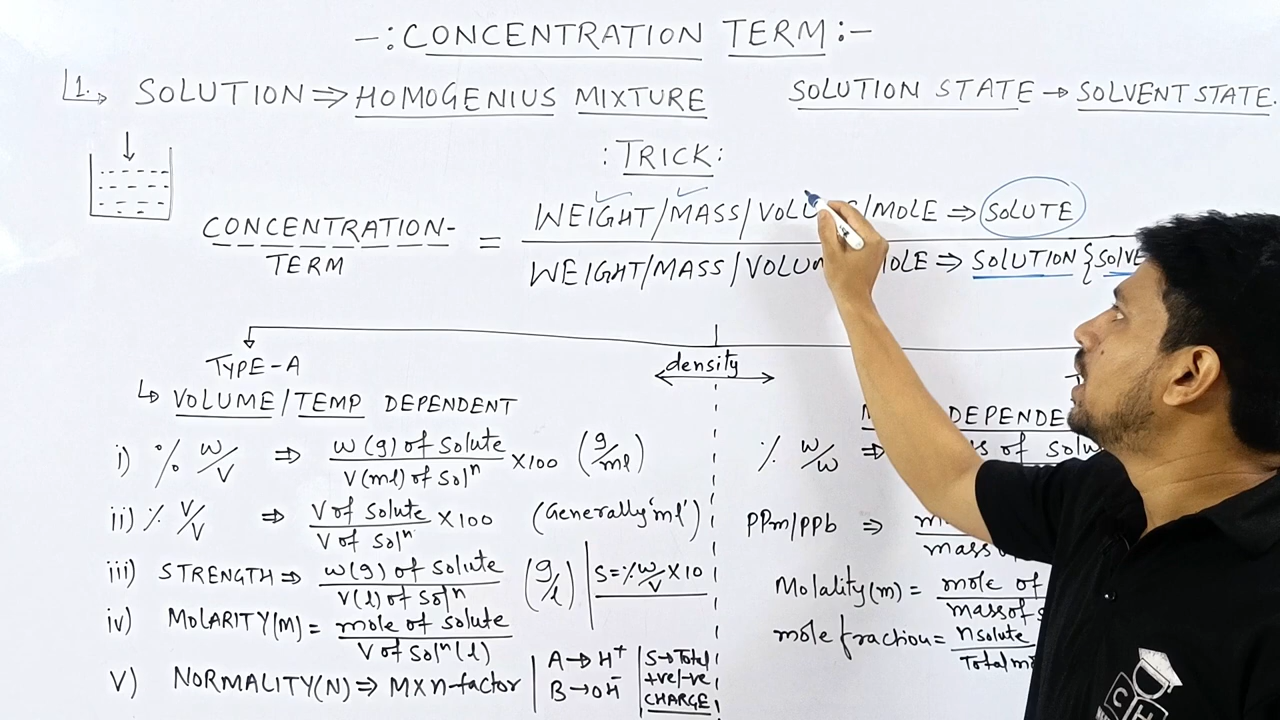 -: CONCENTRATION TERM :-
1. SOLUTION ⇒ HOMOGENIUS MIXTURE
SOLUTION STATE → SOLVENT STATE.
: TRICK :
CONCENTRATION-
TERM
=
WEIGHT/MASS/VOLU /MOLE ⇒ SOLUTE
WEIGHT/MASS/VOLUM OLE ⇒ SOLUTION {SOLVE
TYPE-A
density
↳ VOLUME/TEMP DEPENDENT
i) % W/V ⇒ W(g) of solute / V(ml) of Solⁿ ×100 (g/ml)
ii) % V/V ⇒ V of solute / V of Solⁿ ×100 (Generally 'ml')
iii) STRENGTH ⇒ W(g) of solute / V(l) of Solⁿ (g/l) | S = % W/V × 10
iv) MOLARITY(M) = mole of solute / V of Solⁿ(l)
V) NORMALITY(N) ⇒ M×n-factor | A→H⁺ B→OH⁻ | S→Total +ve/-ve CHARGE
DEPENDE
% W/W ⇒ s of solu
PPm/PPb ⇒ m / mass
Molality(m) = mole of / mass of s
mole fraction = n solute / Total m
CH